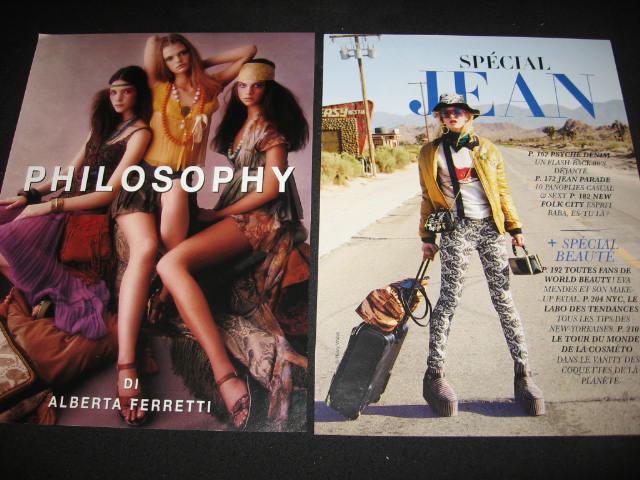 PHILOSOPHY
DI
ALBERTA FERRETTI
SPÉCIAL
JEAN
P. 162 PSYCHE DENIM
UN FLASH-BACK 80'S
DÉJANTÉ.
P. 172 JEAN PARADE
10 PANOPLIES CASUAL
& SEXY P. 182 NEW
FOLK CITY ESPRIT
BABA, ES-TU LÀ?
+ SPÉCIAL
BEAUTÉ
P. 192 TOUTES FANS DE
WORLD BEAUTY! EVA
MENDES ET SON MAKE-
UP FATAL. P. 204 NYC, LE
LABO DES TENDANCES
TOUS LES TIPS DES
NEW-YORKAISES. P. 210
LE TOUR DU MONDE
DE LA COSMÉTO
DANS LE VANITY DES
COQUETTES DE LA
PLANÈTE.